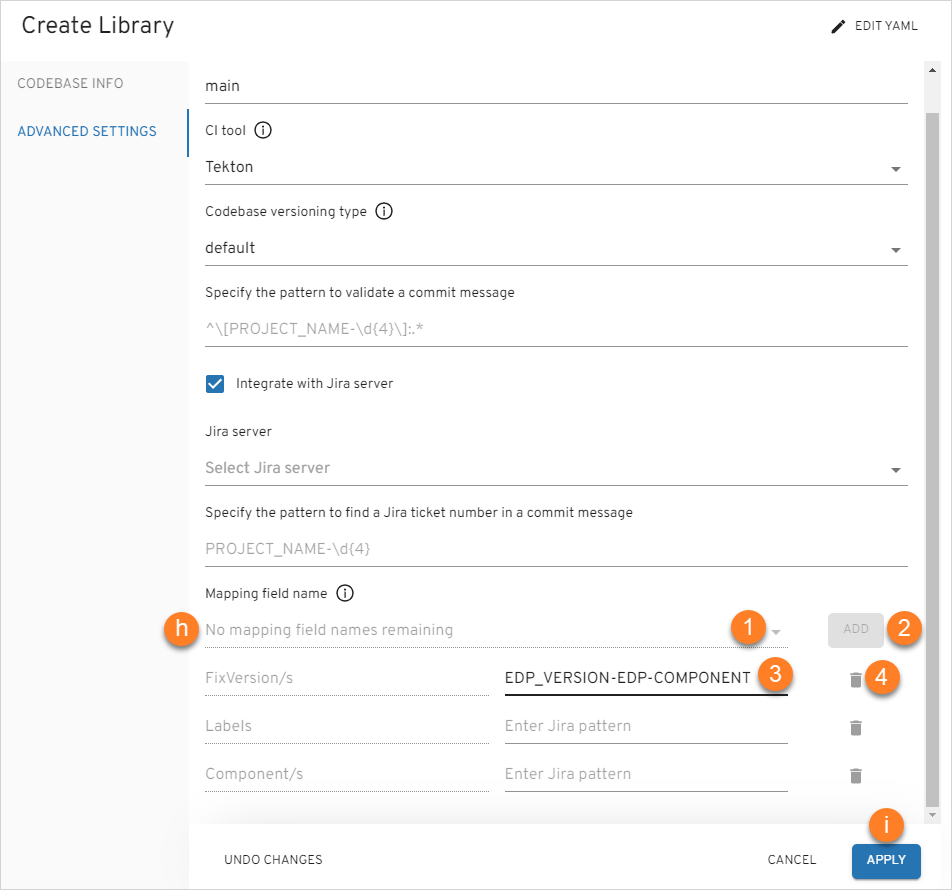 Create Library
EDIT YAML
CODEBASE INFO
ADVANCED SETTINGS
main
CI tool
Tekton
Codebase versioning type
default
Specify the pattern to validate a commit message
^\[PROJECT_NAME-\d{4}\]:.*
Integrate with Jira server
Jira server
Select Jira server
Specify the pattern to find a Jira ticket number in a commit message
PROJECT_NAME-\d{4}
Mapping field name
h No mapping field names remaining 1 ADD 2
FixVersion/s EDP_VERSION-EDP-COMPONENT 3 4
Labels Enter Jira pattern
Component/s Enter Jira pattern
i
UNDO CHANGES CANCEL APPLY